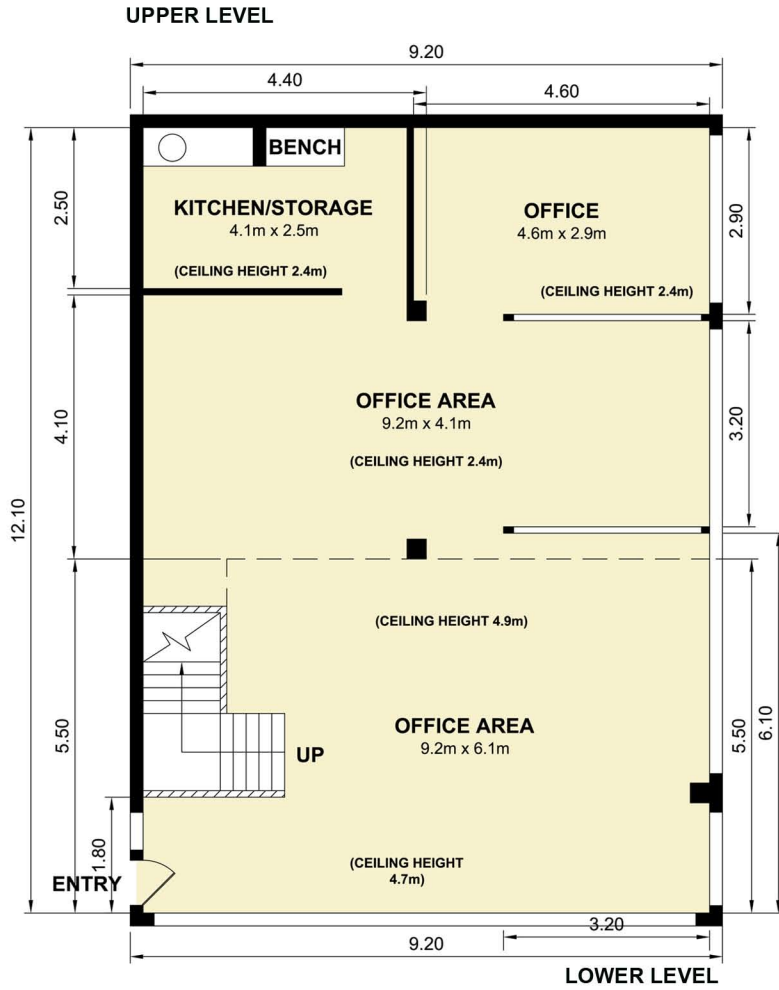 UPPER LEVEL
9.20
4.40
4.60
BENCH
2.50
KITCHEN/STORAGE
4.1m x 2.5m
(CEILING HEIGHT 2.4m)
OFFICE
4.6m x 2.9m
(CEILING HEIGHT 2.4m)
2.90
4.10
OFFICE AREA
9.2m x 4.1m
(CEILING HEIGHT 2.4m)
3.20
12.10
(CEILING HEIGHT 4.9m)
5.50
UP
OFFICE AREA
9.2m x 6.1m
5.50
6.10
1.80
ENTRY
(CEILING HEIGHT
4.7m)
3.20
9.20
LOWER LEVEL